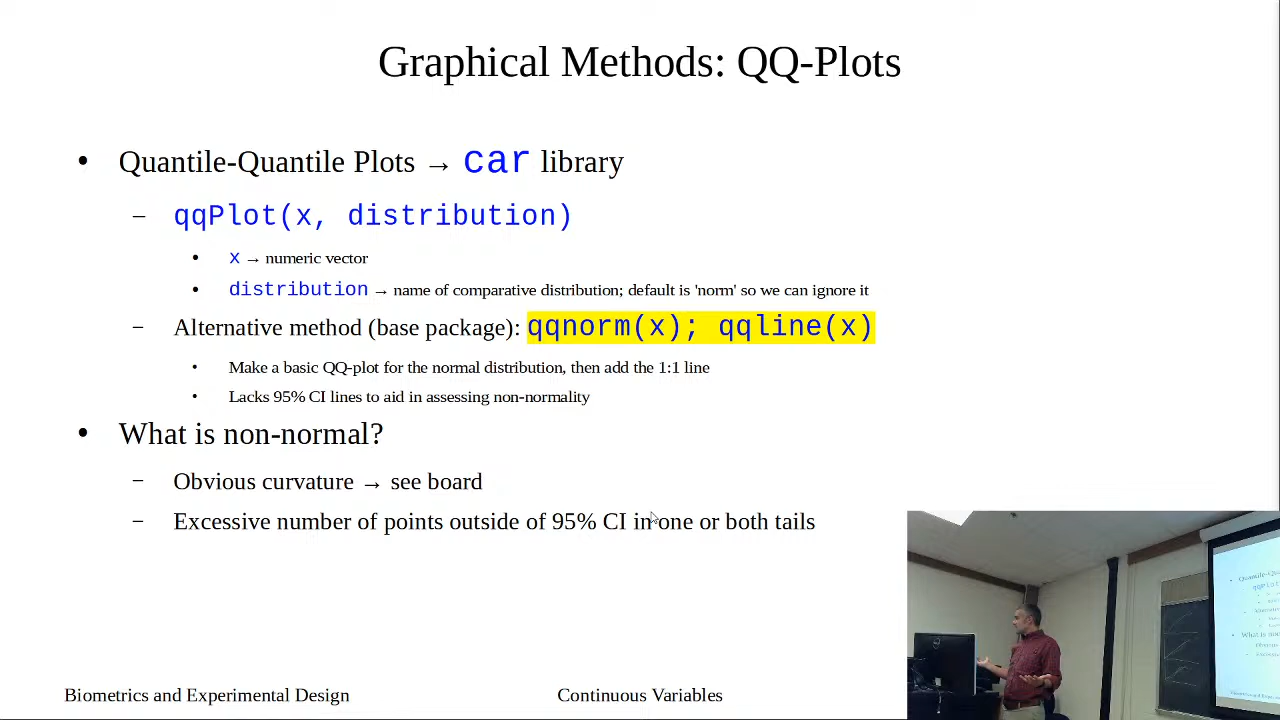 Graphical Methods: QQ-Plots
• Quantile-Quantile Plots → car library
– qqPlot(x, distribution)
• x → numeric vector
• distribution → name of comparative distribution; default is 'norm' so we can ignore it
– Alternative method (base package): qqnorm(x); qqline(x)
• Make a basic QQ-plot for the normal distribution, then add the 1:1 line
• Lacks 95% CI lines to aid in assessing non-normality
• What is non-normal?
– Obvious curvature → see board
– Excessive number of points outside of 95% CI in one or both tails
Biometrics and Experimental Design
Continuous Variables